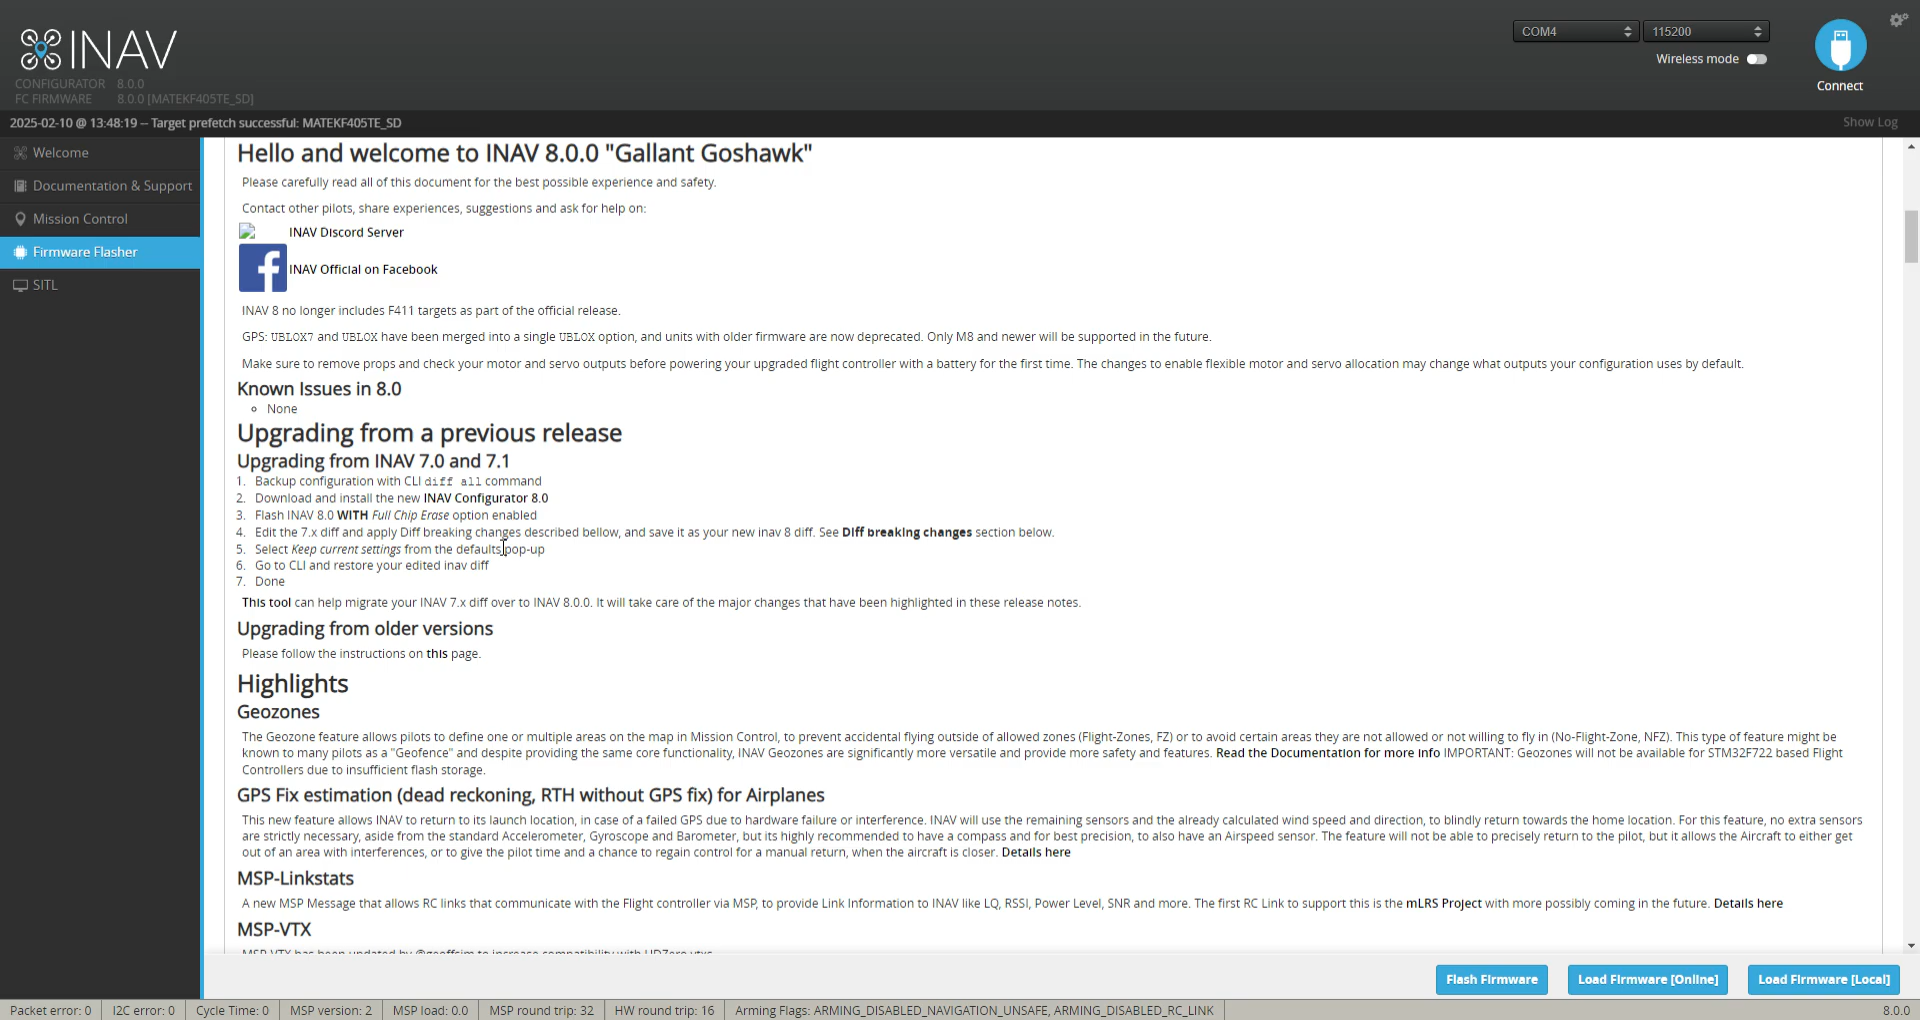 INAV
CONFIGURATOR 8.0.0
FC FIRMWARE 8.0.0 [MATEKF405TE_SD]
COM4
115200
Wireless mode
Connect
2025-02-10 @ 13:48:19 -- Target prefetch successful: MATEKF405TE_SD
Show Log
Welcome
Documentation & Support
Mission Control
Firmware Flasher
SITL
Hello and welcome to INAV 8.0.0 "Gallant Goshawk"
Please carefully read all of this document for the best possible experience and safety.
Contact other pilots, share experiences, suggestions and ask for help on:
INAV Discord Server
INAV Official on Facebook
INAV 8 no longer includes F411 targets as part of the official release.
GPS: UBLOX7 and UBLOX have been merged into a single UBLOX option, and units with older firmware are now deprecated. Only M8 and newer will be supported in the future.
Make sure to remove props and check your motor and servo outputs before powering your upgraded flight controller with a battery for the first time. The changes to enable flexible motor and servo allocation may change what outputs your configuration uses by default.
Known Issues in 8.0
None
Upgrading from a previous release
Upgrading from INAV 7.0 and 7.1
1. Backup configuration with CLI diff all command
2. Download and install the new INAV Configurator 8.0
3. Flash INAV 8.0 WITH Full Chip Erase option enabled
4. Edit the 7.x diff and apply Diff breaking changes described bellow, and save it as your new inav 8 diff. See Diff breaking changes section below.
5. Select Keep current settings from the defaults pop-up
6. Go to CLI and restore your edited inav diff
7. Done
This tool can help migrate your INAV 7.x diff over to INAV 8.0.0. It will take care of the major changes that have been highlighted in these release notes.
Upgrading from older versions
Please follow the instructions on this page.
Highlights
Geozones
The Geozone feature allows pilots to define one or multiple areas on the map in Mission Control, to prevent accidental flying outside of allowed zones (Flight-Zones, FZ) or to avoid certain areas they are not allowed or not willing to fly in (No-Flight-Zone, NFZ). This type of feature might be
known to many pilots as a "Geofence" and despite providing the same core functionality, INAV Geozones are significantly more versatile and provide more safety and features. Read the Documentation for more info IMPORTANT: Geozones will not be available for STM32F722 based Flight
Controllers due to insufficient flash storage.
GPS Fix estimation (dead reckoning, RTH without GPS fix) for Airplanes
This new feature allows INAV to return to its launch location, in case of a failed GPS due to hardware failure or interference. INAV will use the remaining sensors and the already calculated wind speed and direction, to blindly return towards the home location. For this feature, no extra sensors
are strictly necessary, aside from the standard Accelerometer, Gyroscope and Barometer, but its highly recommended to have a compass and for best precision, to also have an Airspeed sensor. The feature will not be able to precisely return to the pilot, but it allows the Aircraft to either get
out of an area with interferences, or to give the pilot time and a chance to regain control for a manual return, when the aircraft is closer. Details here
MSP-Linkstats
A new MSP Message that allows RC links that communicate with the Flight controller via MSP, to provide Link Information to INAV like LQ, RSSI, Power Level, SNR and more. The first RC Link to support this is the mLRS Project with more possibly coming in the future. Details here
MSP-VTX
MSP-VTX has been updated by @geoffsim to increase compatibility with HDZero vtxs
Flash Firmware
Load Firmware [Online]
Load Firmware [Local]
Packet error: 0
I2C error: 0
Cycle Time: 0
MSP version: 2
MSP load: 0.0
MSP round trip: 32
HW round trip: 16
Arming Flags: ARMING_DISABLED_NAVIGATION_UNSAFE, ARMING_DISABLED_RC_LINK
8.0.0